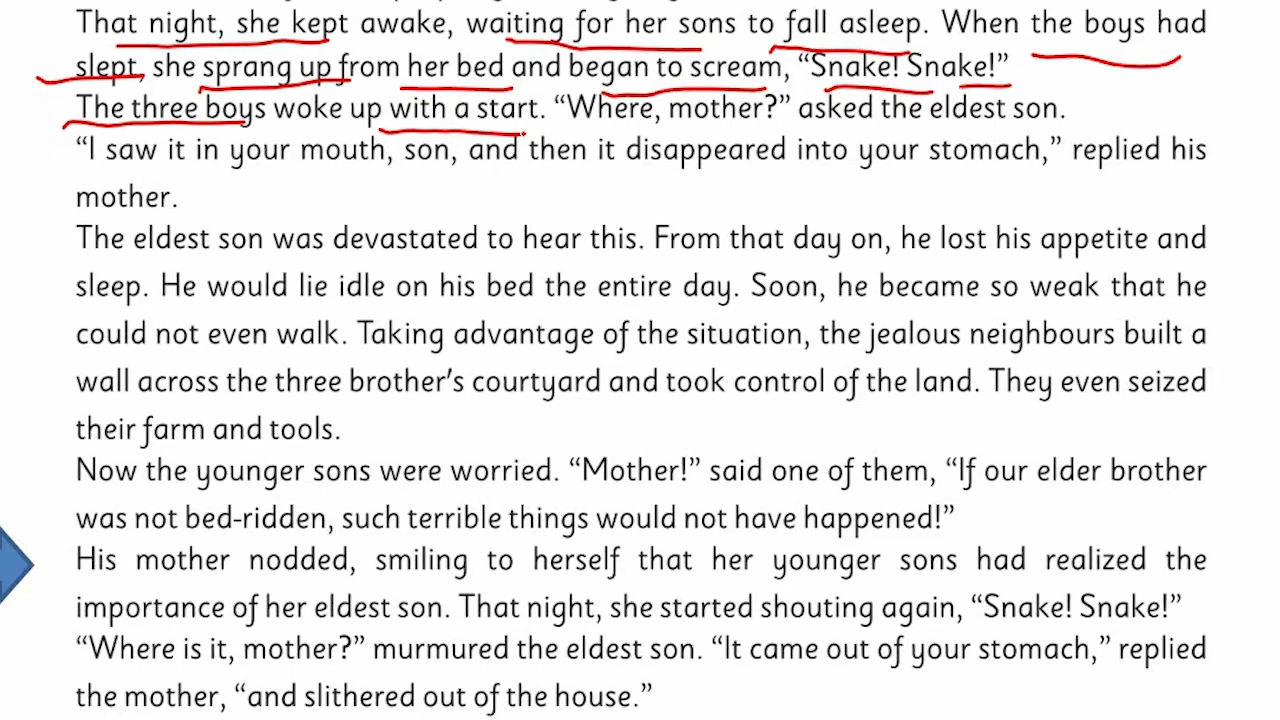 That night, she kept awake, waiting for her sons to fall asleep. When the boys had
slept, she sprang up from her bed and began to scream, “Snake! Snake!”
The three boys woke up with a start. “Where, mother?” asked the eldest son.
“I saw it in your mouth, son, and then it disappeared into your stomach,” replied his
mother.
The eldest son was devastated to hear this. From that day on, he lost his appetite and
sleep. He would lie idle on his bed the entire day. Soon, he became so weak that he
could not even walk. Taking advantage of the situation, the jealous neighbours built a
wall across the three brother’s courtyard and took control of the land. They even seized
their farm and tools.
Now the younger sons were worried. “Mother!” said one of them, “If our elder brother
was not bed-ridden, such terrible things would not have happened!”
His mother nodded, smiling to herself that her younger sons had realized the
importance of her eldest son. That night, she started shouting again, “Snake! Snake!”
“Where is it, mother?” murmured the eldest son. “It came out of your stomach,” replied
the mother, “and slithered out of the house.”